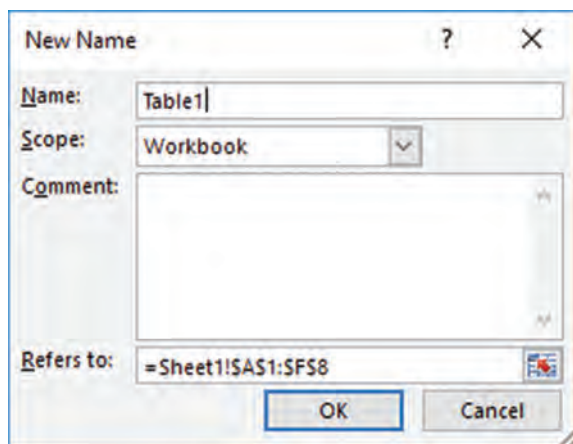 New Name ? X
Name: Table1
Scope: Workbook
Comment:
Refers to: =Sheet1!$A$1:$F$8
OK Cancel